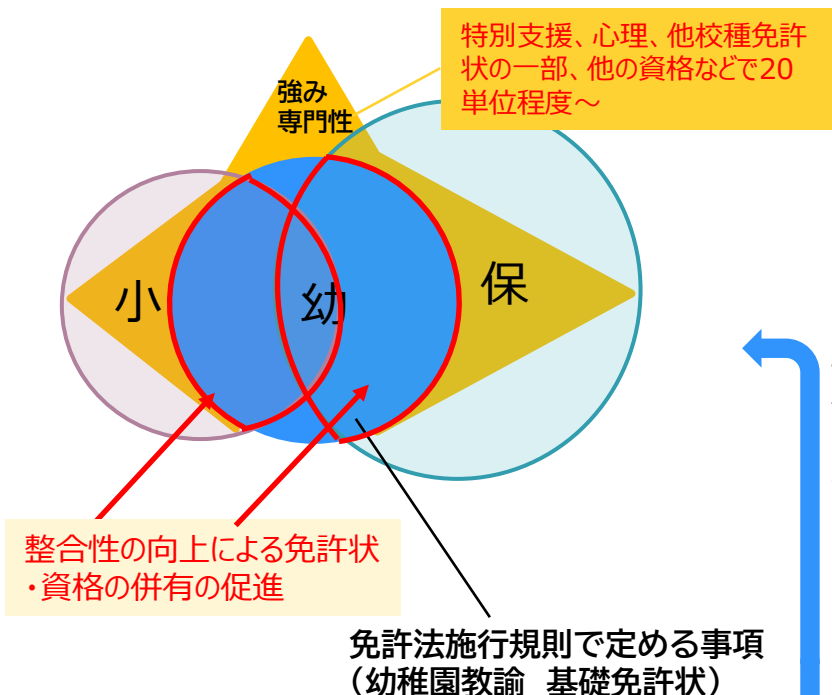 特別支援、心理、他校種免許
状の一部、他の資格などで20
単位程度～
強み
専門性
小
幼
保
整合性の向上による免許状
・資格の併有の促進
免許法施行規則で定める事項
（幼稚園教諭　基礎免許状）